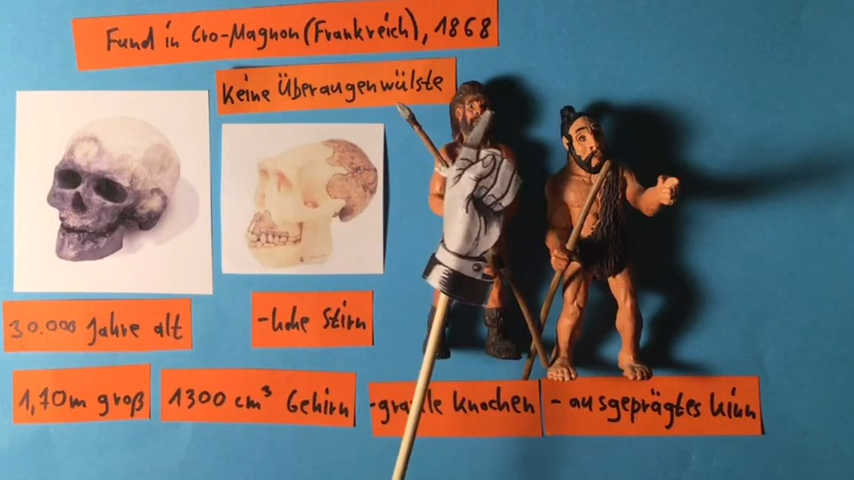 Fund in Cro-Magnon (Frankreich), 1868
Keine Überaugenwülste
30.000 Jahre alt
-hohe Stirn
1,70m groß
1300 cm³ Gehirn
-grazile Knochen
- ausgeprägtes Kinn